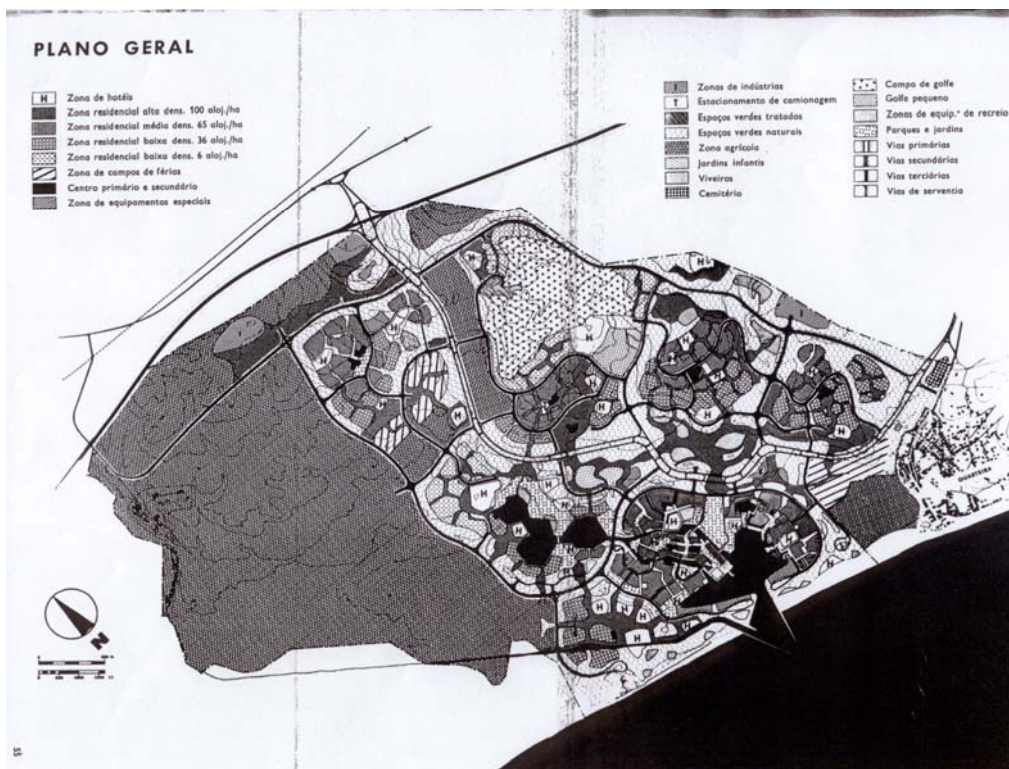 PLANO GERAL
H Zona de hotéis
Zona residencial alta dens. 100 aloj./ha
Zona residencial média dens. 65 aloj./ha
Zona residencial baixa dens. 36 aloj./ha
Zona residencial baixa dens. 6 aloj./ha
Zona de campos de férias
Centro primário e secundário
Zona de equipamentos especiais
I Zonas de indústrias
T Estacionamento de camionagem
Espaços verdes tratados
Espaços verdes naturais
Zona agrícola
Jardins infantis
Viveiros
Cemitério
Campo de golfe
Golfe pequeno
Zonas de equip.º de recreio
Parques e jardins
Vias primárias
Vias secundárias
Vias terciárias
Vias de serventia
QUARTEIRA
N
55